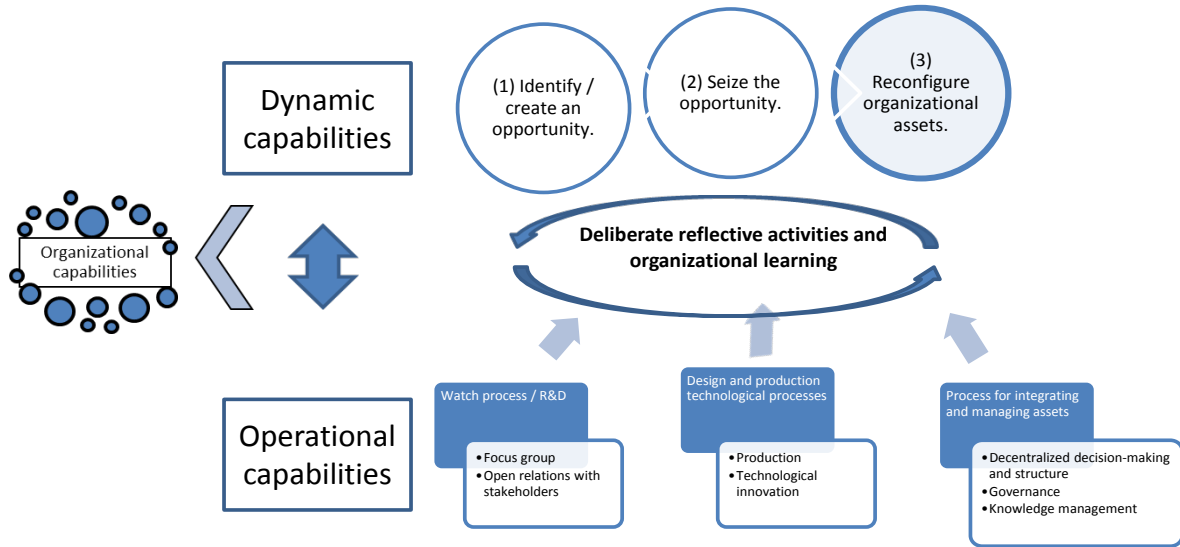 Dynamic
capabilities
(1) Identify /
create an
opportunity.
(2) Seize the
opportunity.
(3)
Reconfigure
organizational
assets.
Organizational
capabilities
Deliberate reflective activities and
organizational learning
Operational
capabilities
Watch process / R&D
•Focus group
•Open relations with
stakeholders
Design and production
technological processes
•Production
•Technological
innovation
Process for integrating
and managing assets
•Decentralized decision-making
and structure
•Governance
•Knowledge management